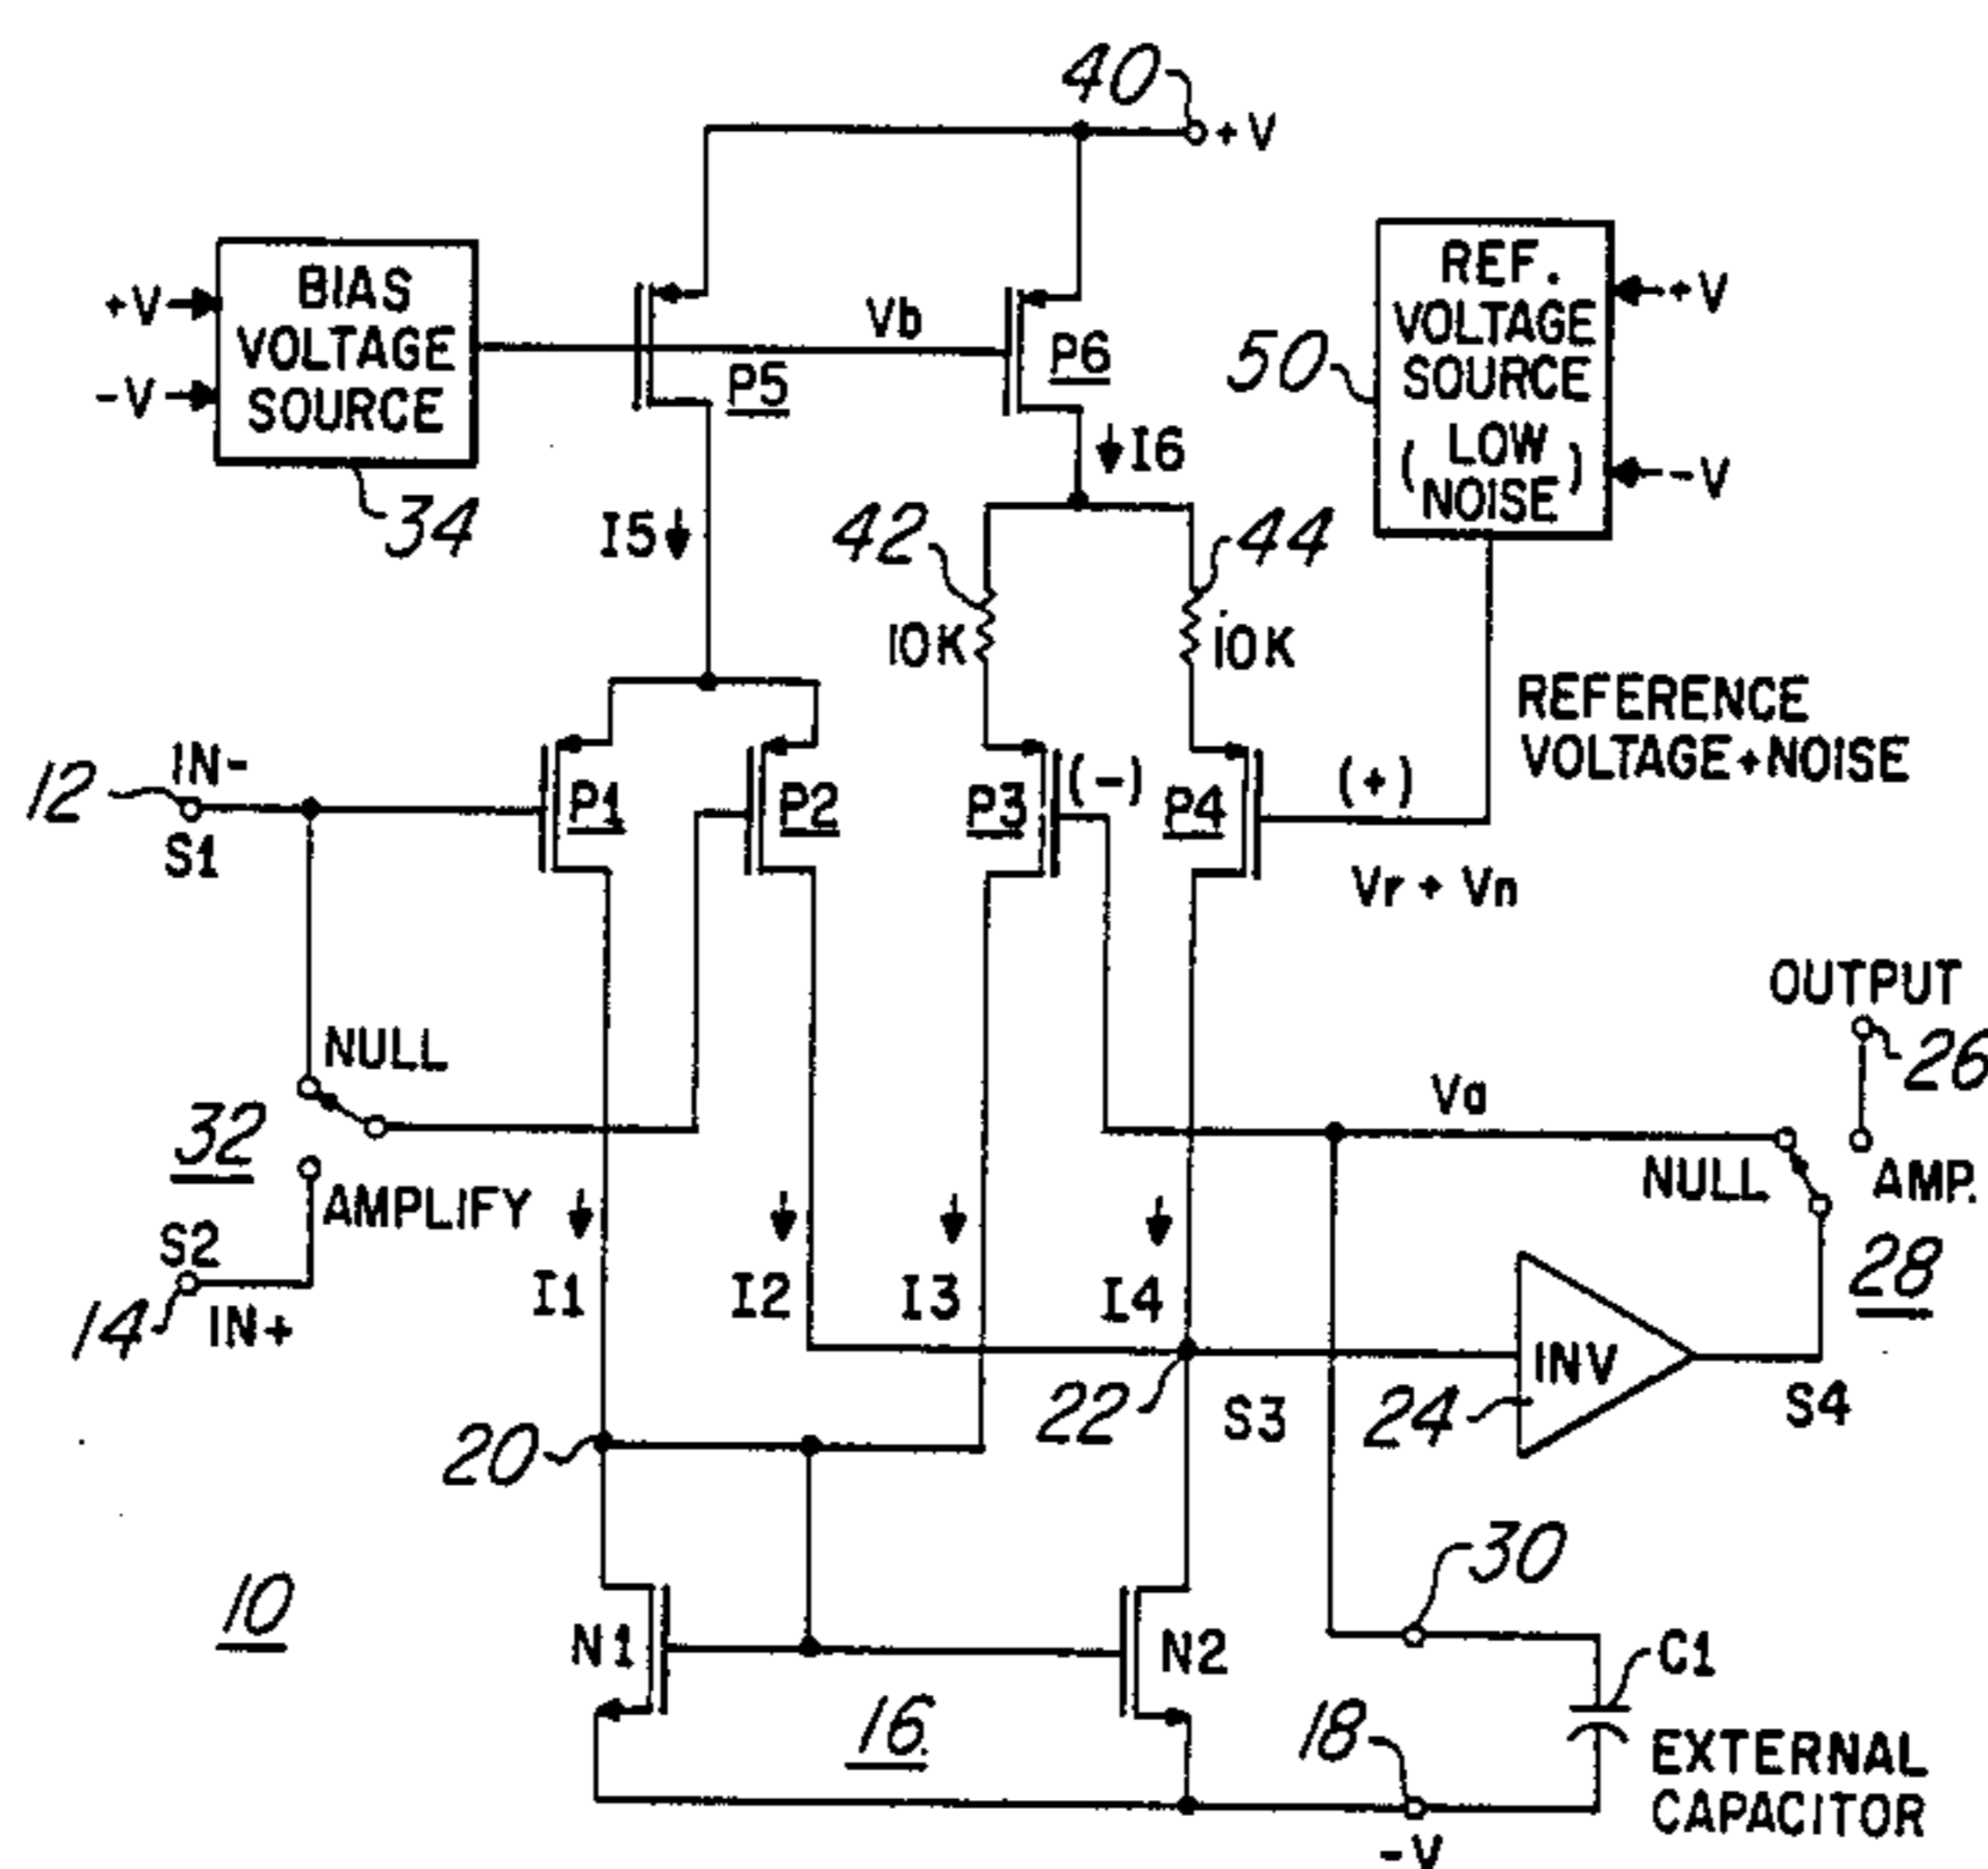 40
+V
BIAS
VOLTAGE
SOURCE
+V
-V
34
Vb
P5
P6
REF.
VOLTAGE
SOURCE
(LOW
NOISE)
+V
-V
50
I5
I6
42
44
10K
10K
REFERENCE
VOLTAGE+NOISE
12
IN-
S1
P1
P2
P3
(-)
P4
(+)
Vr + Vn
OUTPUT
26
NULL
32
AMPLIFY
S2
14
IN+
Va
NULL
AMP.
28
I1
I2
I3
I4
22
S3
24
INV
S4
20
10
N1
N2
16
30
C1
18
-V
EXTERNAL
CAPACITOR